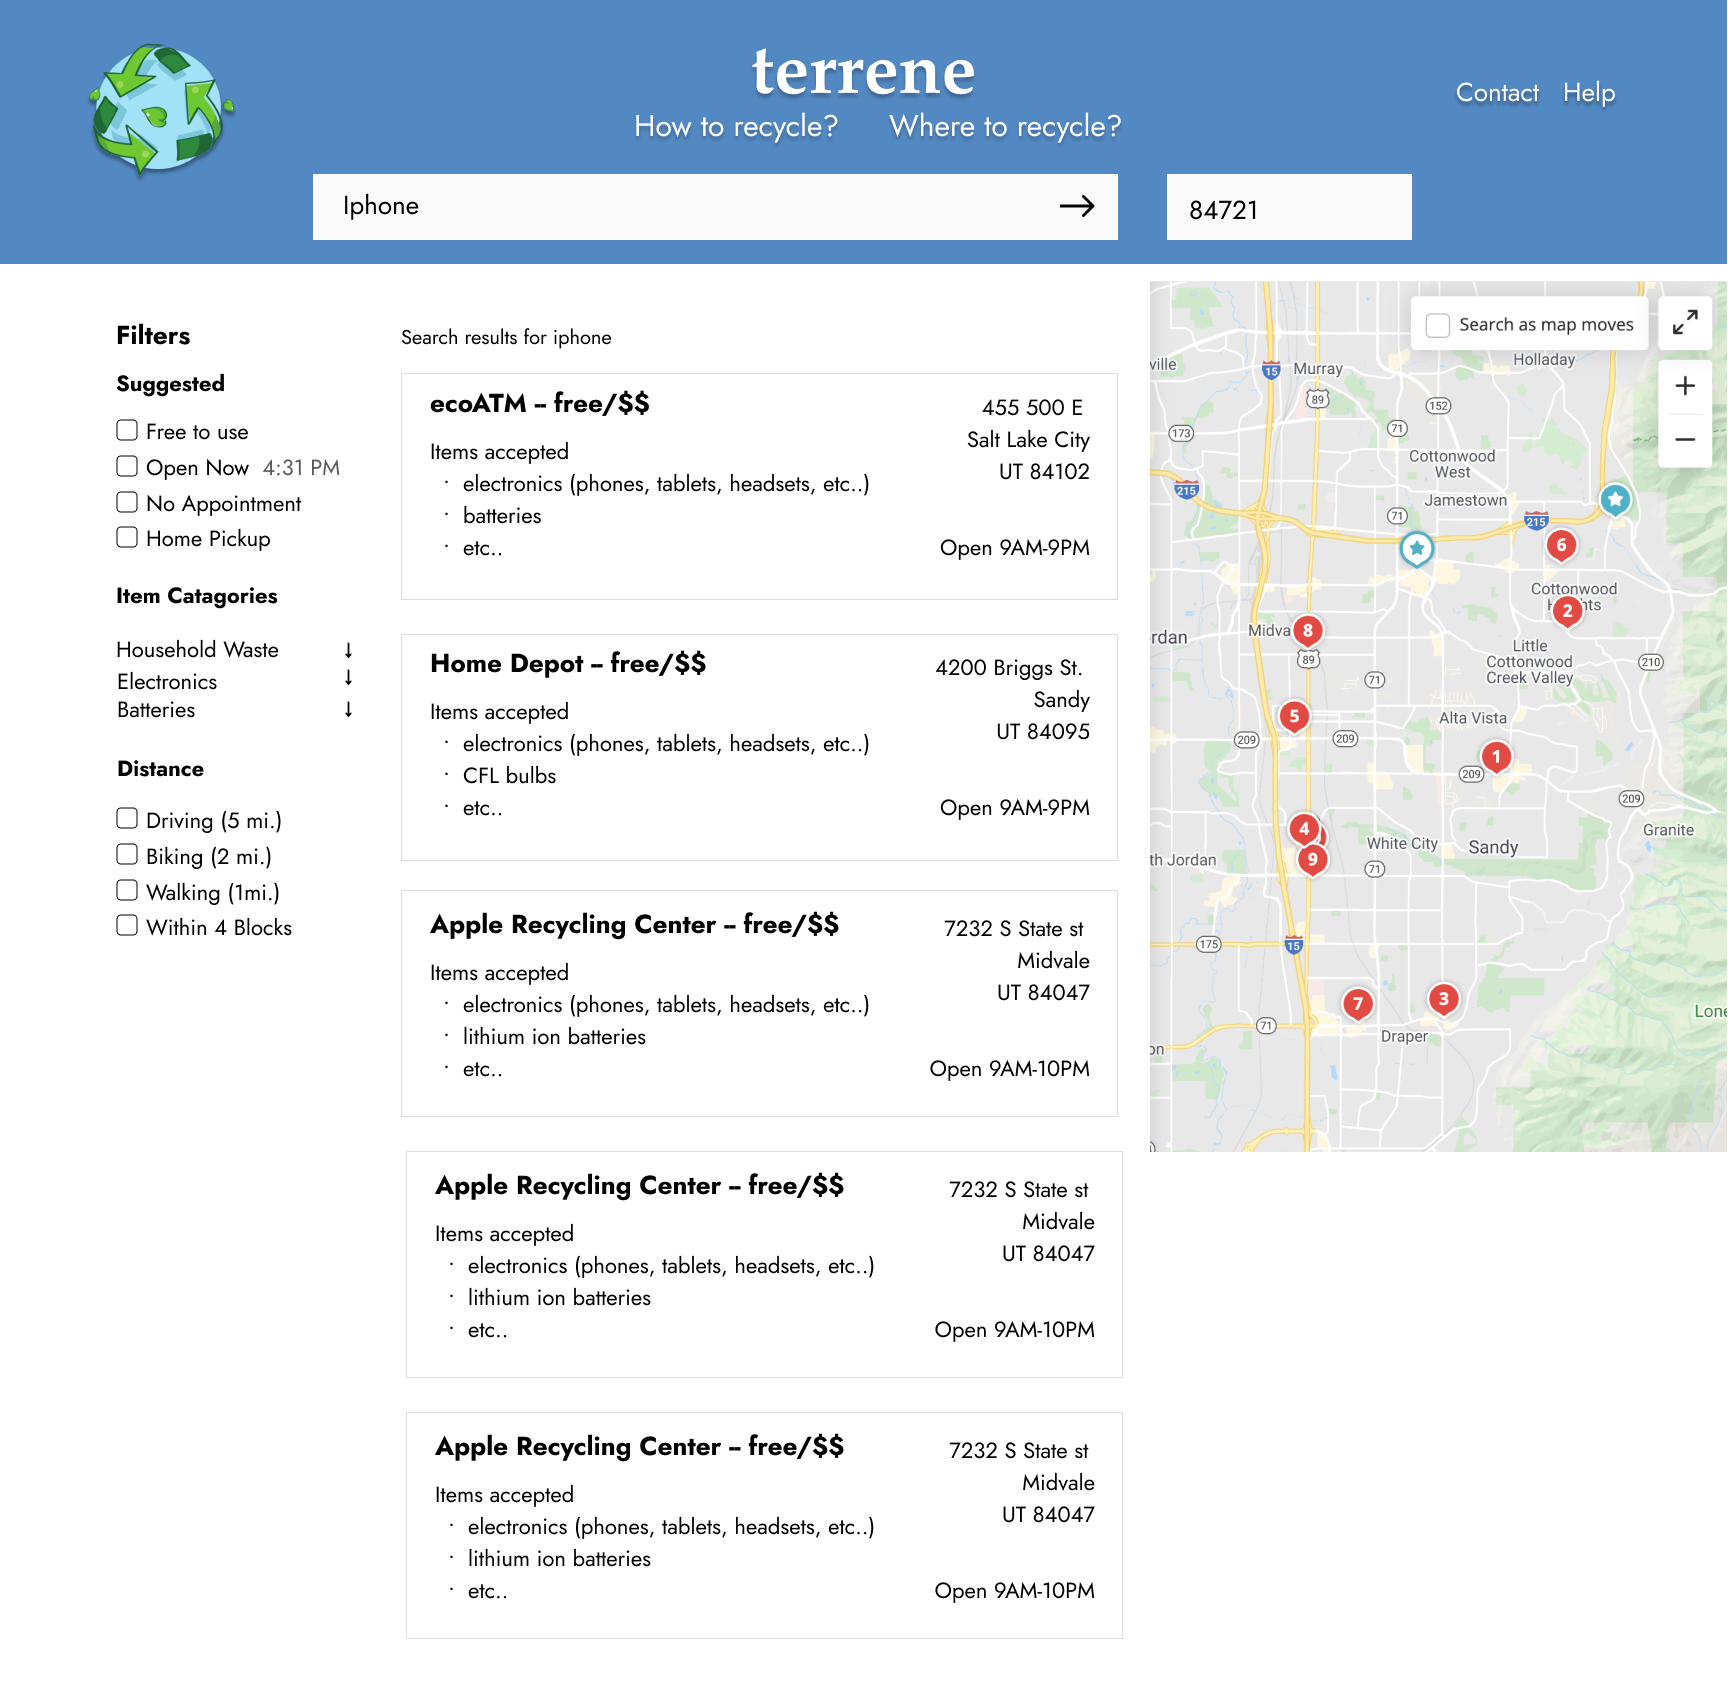 terrene
How to recycle? Where to recycle?
Contact Help
Iphone →
84721
Filters
Suggested
Free to use
Open Now 4:31 PM
No Appointment
Home Pickup
Item Catagories
Household Waste ↓
Electronics ↓
Batteries ↓
Distance
Driving (5 mi.)
Biking (2 mi.)
Walking (1mi.)
Within 4 Blocks
Search results for iphone
ecoATM – free/$$
Items accepted
· electronics (phones, tablets, headsets, etc..)
· batteries
· etc..
455 500 E
Salt Lake City
UT 84102
Open 9AM-9PM
Home Depot – free/$$
Items accepted
· electronics (phones, tablets, headsets, etc..)
· CFL bulbs
· etc..
4200 Briggs St.
Sandy
UT 84095
Open 9AM-9PM
Apple Recycling Center – free/$$
Items accepted
· electronics (phones, tablets, headsets, etc..)
· lithium ion batteries
· etc..
7232 S State st
Midvale
UT 84047
Open 9AM-10PM
Apple Recycling Center – free/$$
Items accepted
· electronics (phones, tablets, headsets, etc..)
· lithium ion batteries
· etc..
7232 S State st
Midvale
UT 84047
Open 9AM-10PM
Apple Recycling Center – free/$$
Items accepted
· electronics (phones, tablets, headsets, etc..)
· lithium ion batteries
· etc..
7232 S State st
Midvale
UT 84047
Open 9AM-10PM
Search as map moves
+
−
ville
15
Murray
Holladay
89
152
71
173
Cottonwood
West
215
Jamestown
71
215
6
Cottonwood
2
rdan
Midva
8
89
Little
Cottonwood
Creek Valley
210
71
5
Alta Vista
209
209
1
209
209
4
White City
Sandy
Granite
9
th Jordan
71
175
15
7
3
71
Draper
Lone
on